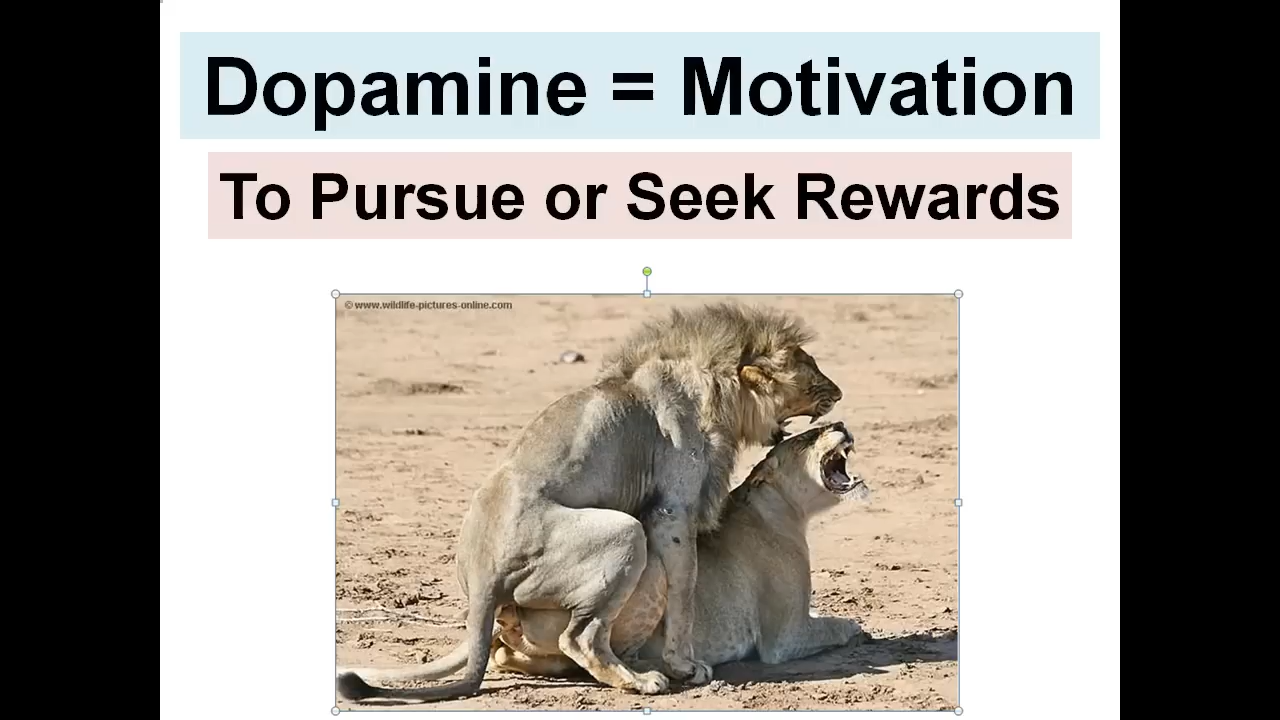 Dopamine = Motivation
To Pursue or Seek Rewards
© www.wildlife-pictures-online.com